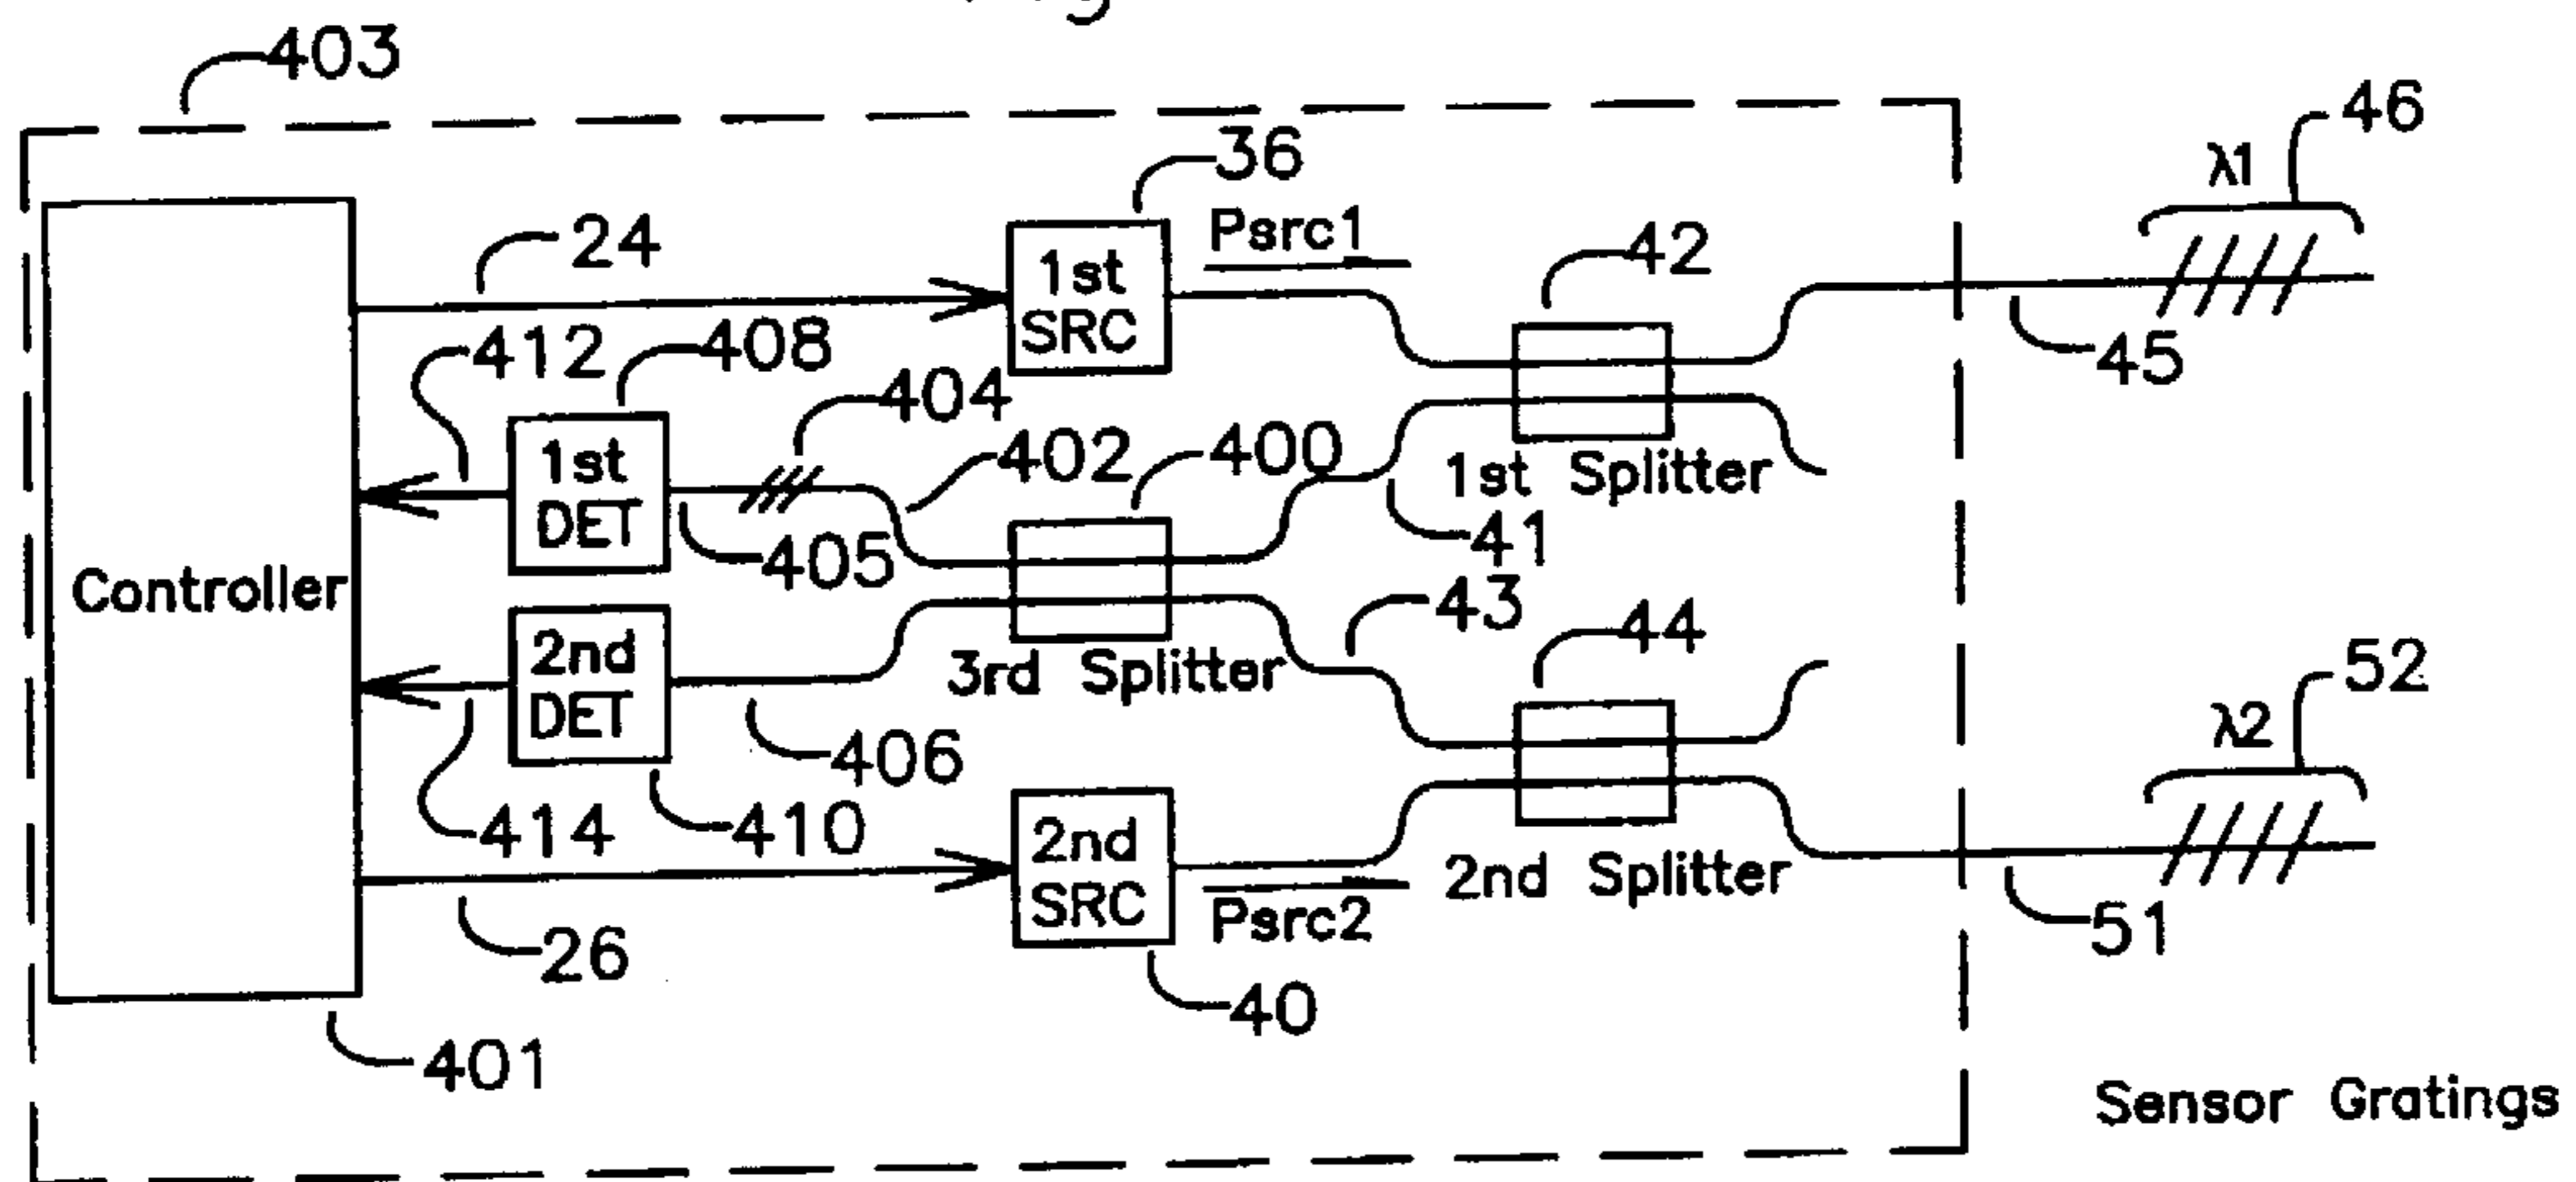 403
46
λ1
36
Psrc1
42
24
1st
SRC
45
412
408
404
402
400
1st
DET
1st Splitter
41
405
Controller
43
44
52
2nd
DET
3rd Splitter
λ2
406
414
410
2nd
SRC
2nd Splitter
Psrc2
51
26
40
401
Sensor Gratings